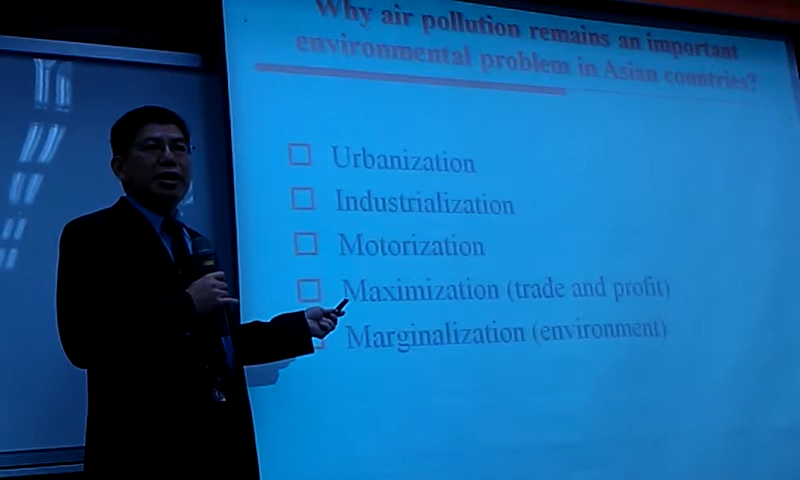 Why air pollution remains an important
environmental problem in Asian countries?
Urbanization
Industrialization
Motorization
Maximization (trade and profit)
Marginalization (environment)